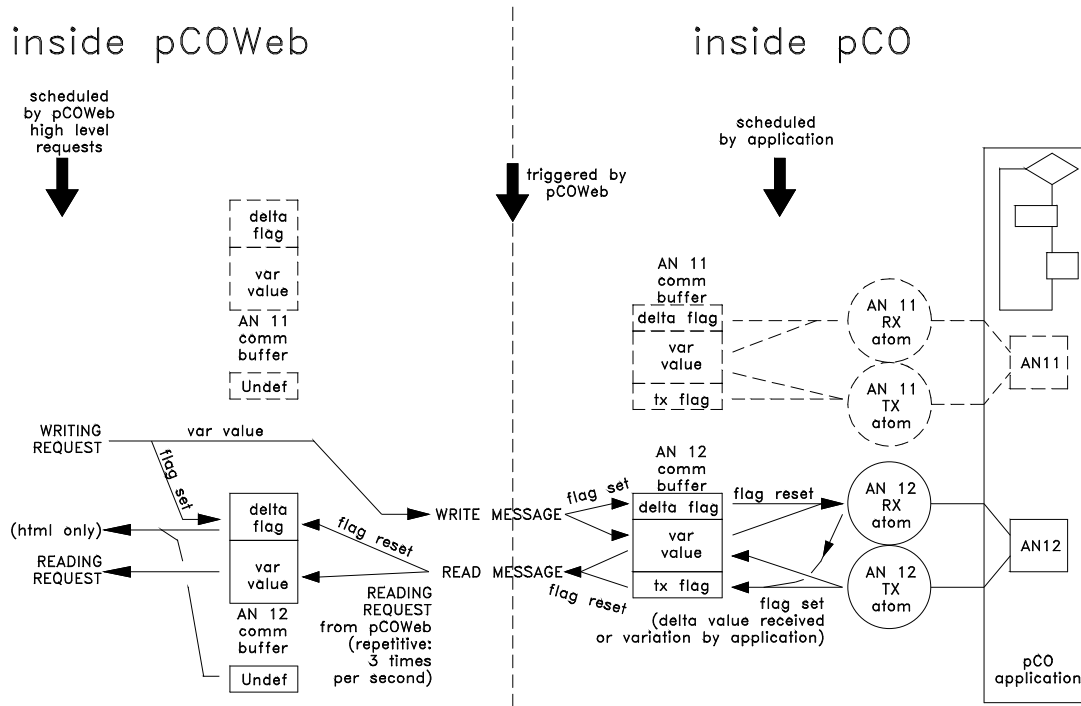 inside pCOWeb
inside pCO
scheduled
by pCOWeb
high level
requests
triggered by
pCOWeb
scheduled
by application
delta
flag
var
value
AN 11
comm
buffer
Undef
AN 11
comm
buffer
delta flag
var
value
tx flag
AN 11
RX
atom
AN 11
TX
atom
AN11
WRITING
REQUEST
var value
flag set
(html only)
READING
REQUEST
delta
flag
var
value
AN 12
comm
buffer
Undef
flag reset
WRITE MESSAGE
READ MESSAGE
READING
REQUEST
from pCOWeb
(repetitive:
3 times
per second)
flag set
flag reset
AN 12
comm
buffer
delta flag
var
value
tx flag
flag reset
flag set
(delta value received
or variation by application)
AN 12
RX
atom
AN 12
TX
atom
AN12
pCO
application